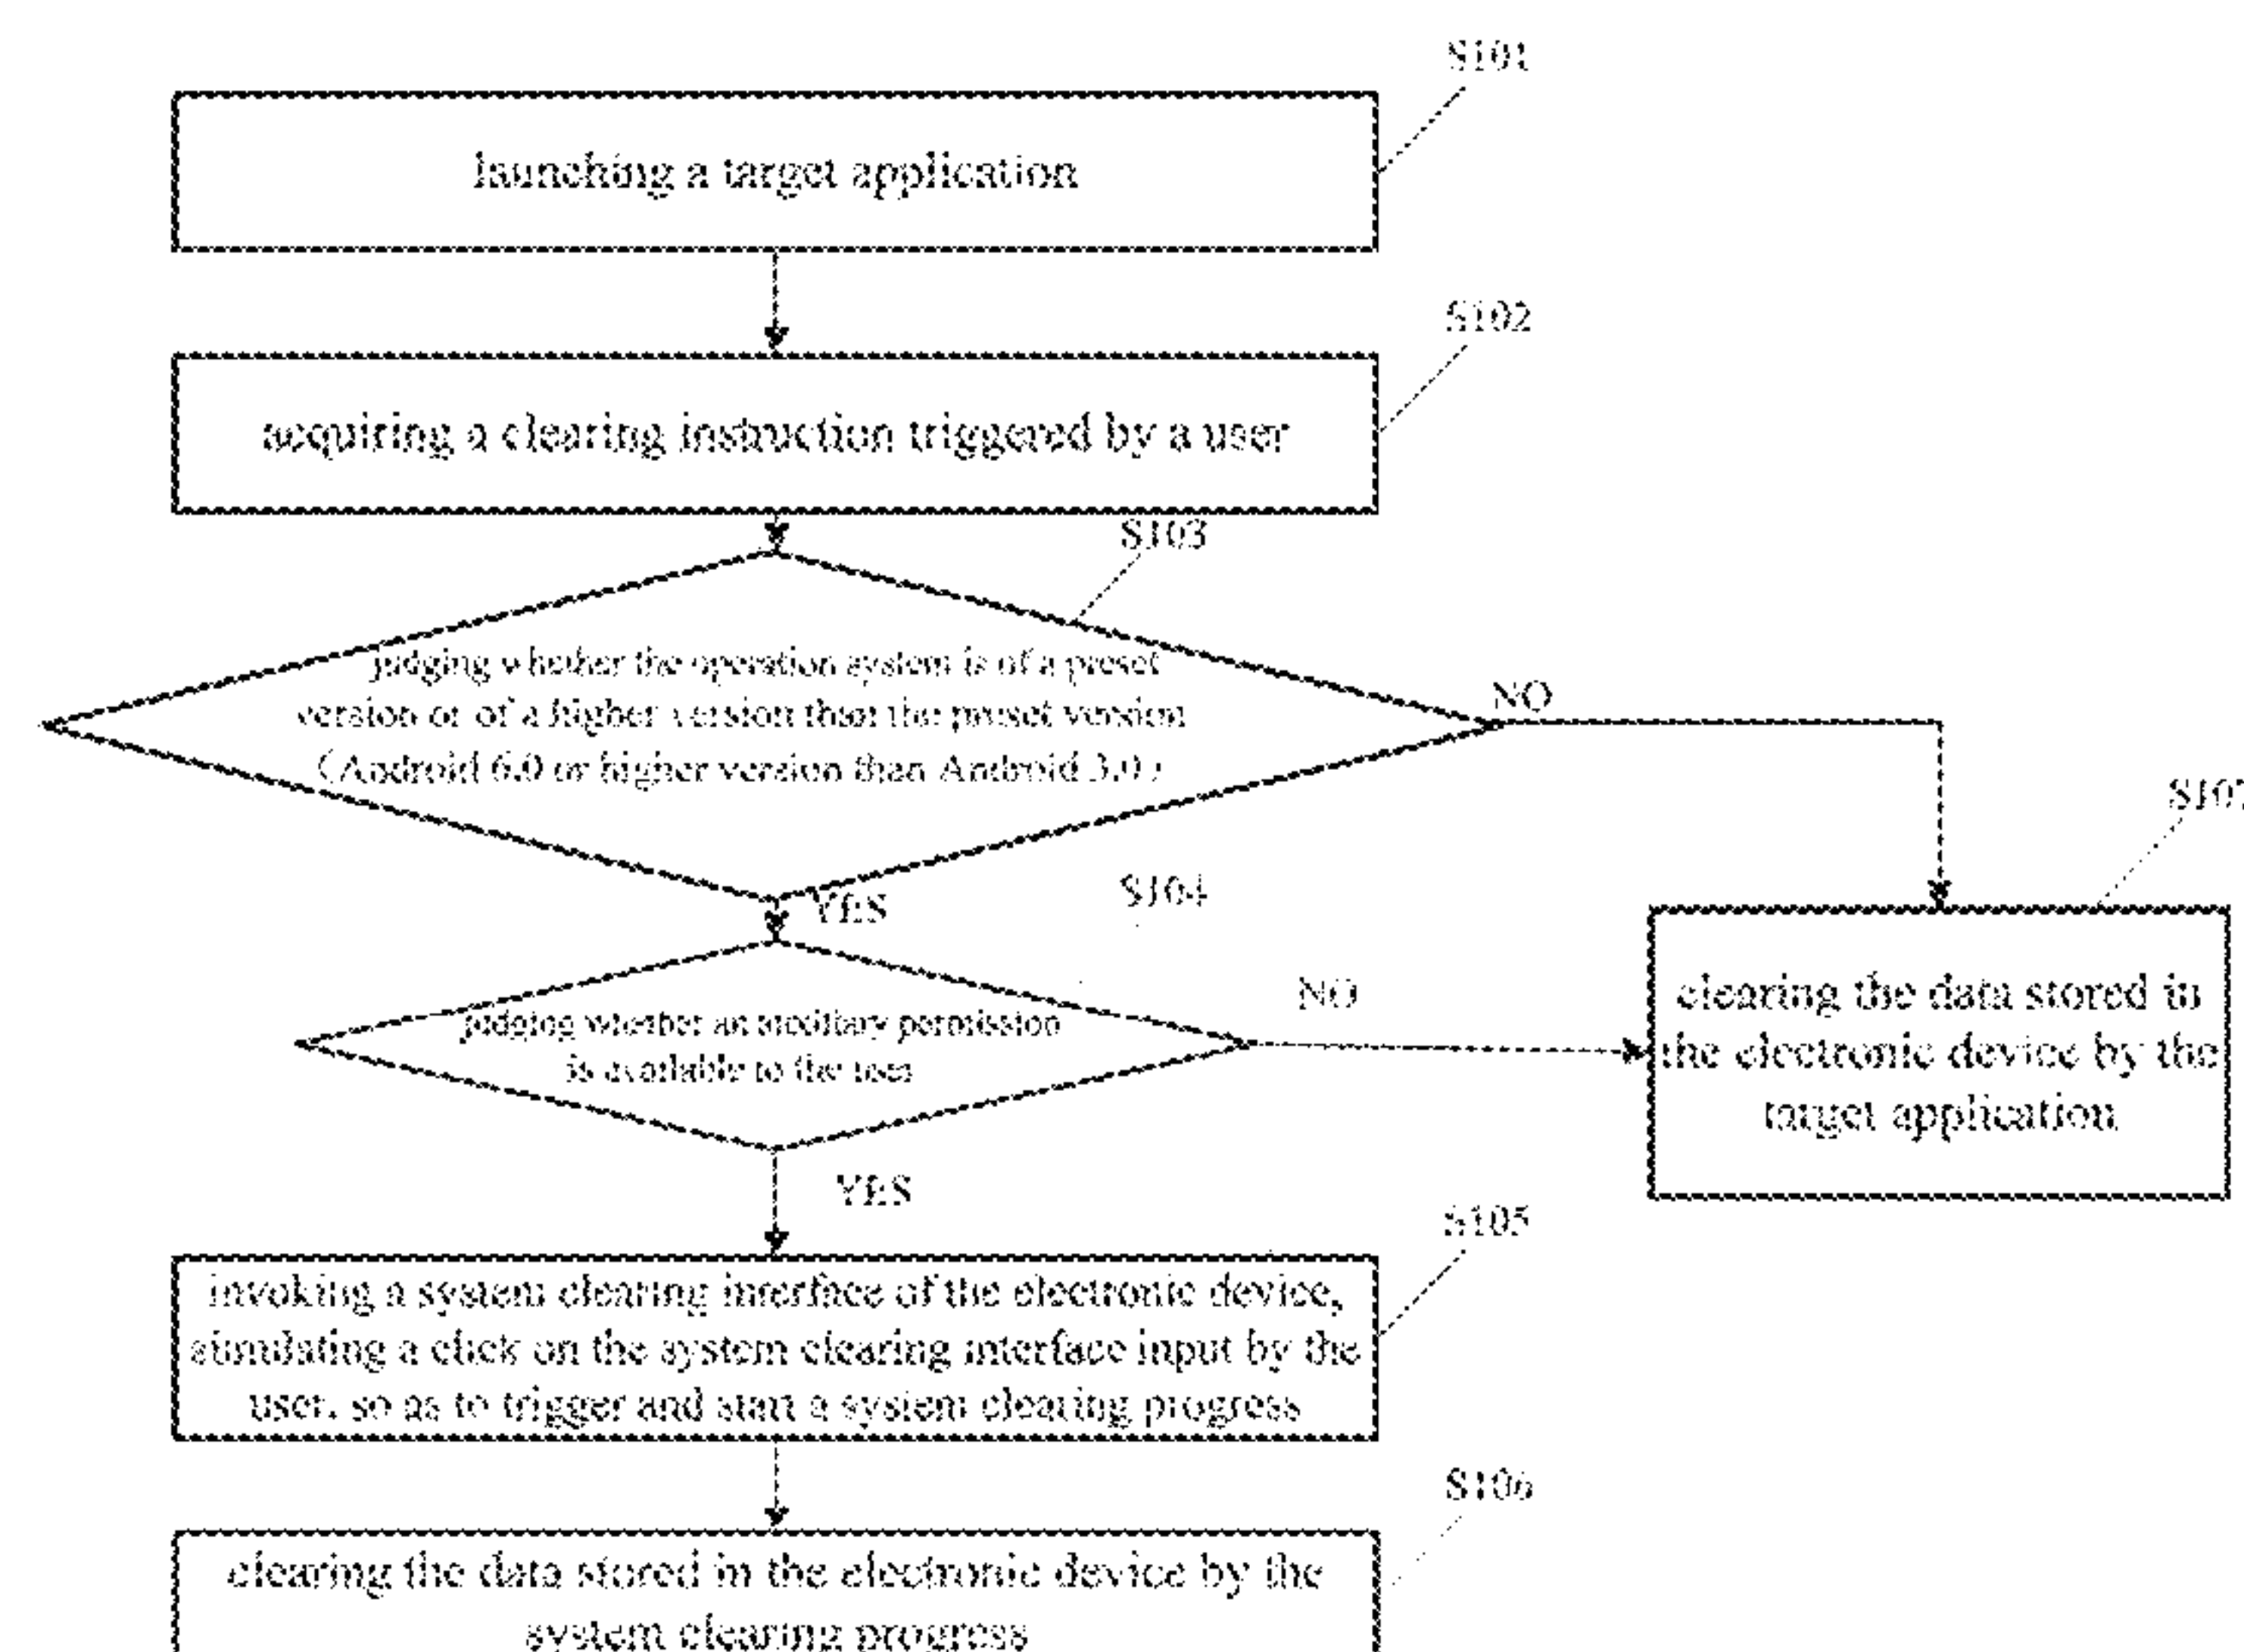 S101
launching a target application
S102
acquiring a clearing instruction triggered by a user
S103
judging whether the operation system is of a preset
version or of a higher version than the preset version
(Android 6.0 or higher version than Android 3.0)
NO
S107
YES
S104
judging whether an auxiliary permission
is available to the user
NO
clearing the data stored in
the electronic device by the
target application
YES
S105
invoking a system clearing interface of the electronic device,
stimulating a click on the system clearing interface input by the
user, so as to trigger and start a system clearing progress
S106
clearing the data stored in the electronic device by the
system clearing progress